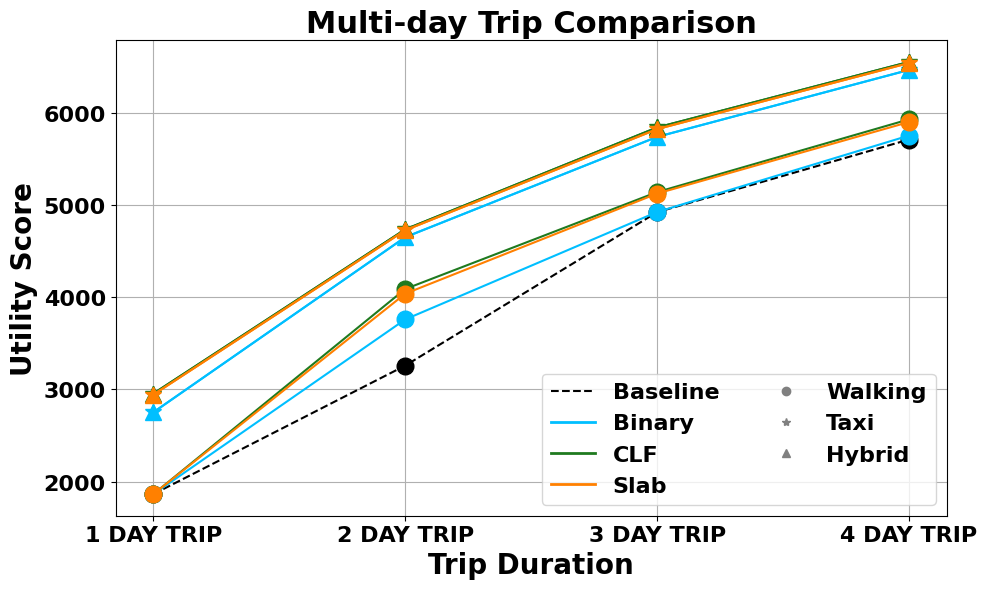 Multi-day Trip Comparison
Utility Score
6000
5000
4000
3000
2000
Baseline
Binary
CLF
Slab
Walking
Taxi
Hybrid
1 DAY TRIP 2 DAY TRIP 3 DAY TRIP 4 DAY TRIP
Trip Duration